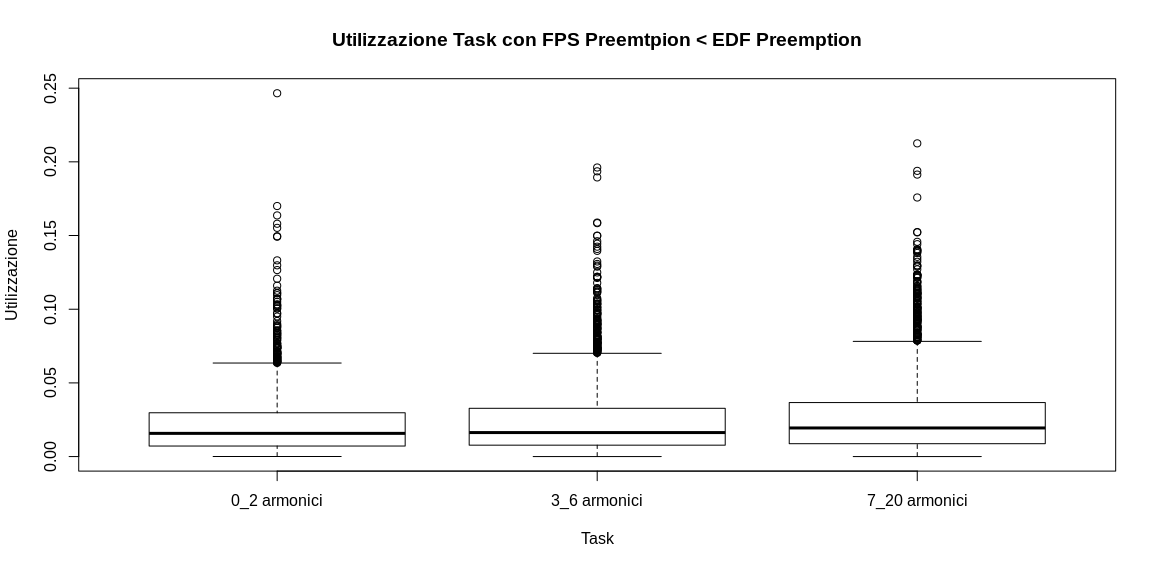 Utilizzazione Task con FPS Preemtpion < EDF Preemption
0.25
0.20
0.15
0.10
0.05
0.00
Utilizzazione
0_2 armonici
3_6 armonici
7_20 armonici
Task